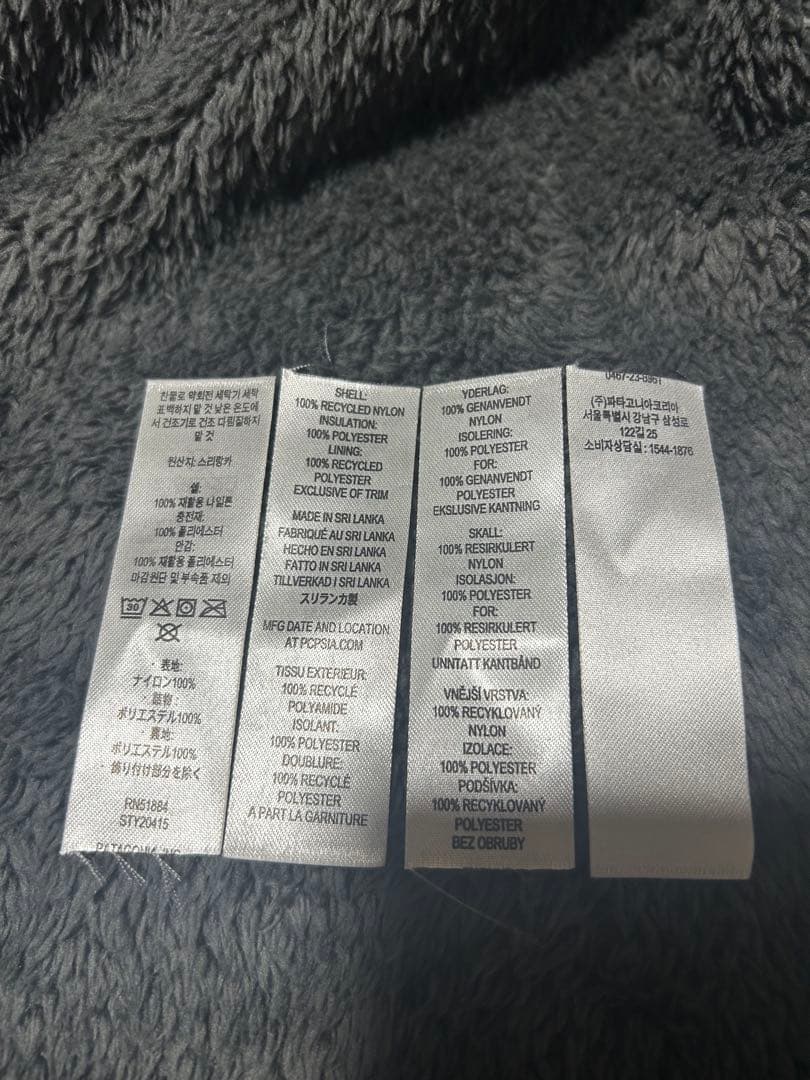 찬물로 약회전 세탁기 세탁
표백하지 말 것 낮은 온도에
서 건조기로 건조 다림질하지
말 것
원산지: 스리랑카
셀:
100% 재활용 나일론
충전재:
100% 폴리에스터
안감:
100% 재활용 폴리에스터
마감원단 및 부속품 제외
30
· 表地:
ナイロン100%
· 詰物:
ポリエステル100%
· 裏地:
ポリエステル100%
· 飾り付け部分を除く
RN51884
STY20415
PATAGONIA, INC.
SHELL:
100% RECYCLED NYLON
INSULATION:
100% POLYESTER
LINING:
100% RECYCLED
POLYESTER
EXCLUSIVE OF TRIM
MADE IN SRI LANKA
FABRIQUÉ AU SRI LANKA
HECHO EN SRI LANKA
FATTO IN SRI LANKA
TILLVERKAD I SRI LANKA
スリランカ製
MFG DATE AND LOCATION
AT PCPSIA.COM
TISSU EXTERIEUR:
100% RECYCLÉ
POLYAMIDE
ISOLANT:
100% POLYESTER
DOUBLURE:
100% RECYCLÉ
POLYESTER
A PART LA GARNITURE
YDERLAG:
100% GENANVENDT
NYLON
ISOLERING:
100% POLYESTER
FOR:
100% GENANVENDT
POLYESTER
EKSLUSIVE KANTNING
SKALL:
100% RESIRKULERT
NYLON
ISOLASJON:
100% POLYESTER
FOR:
100% RESIRKULERT
POLYESTER
UNNTATT KANTBÅND
VNĚJŠÍ VRSTVA:
100% RECYKLOVANÝ
NYLON
IZOLACE:
100% POLYESTER
PODŠÍVKA:
100% RECYKLOVANÝ
POLYESTER
BEZ OBRUBY
0467-23-8961
(주)파타고니아코리아
서울특별시 강남구 삼성로
122길 25
소비자상담실 : 1544-1876